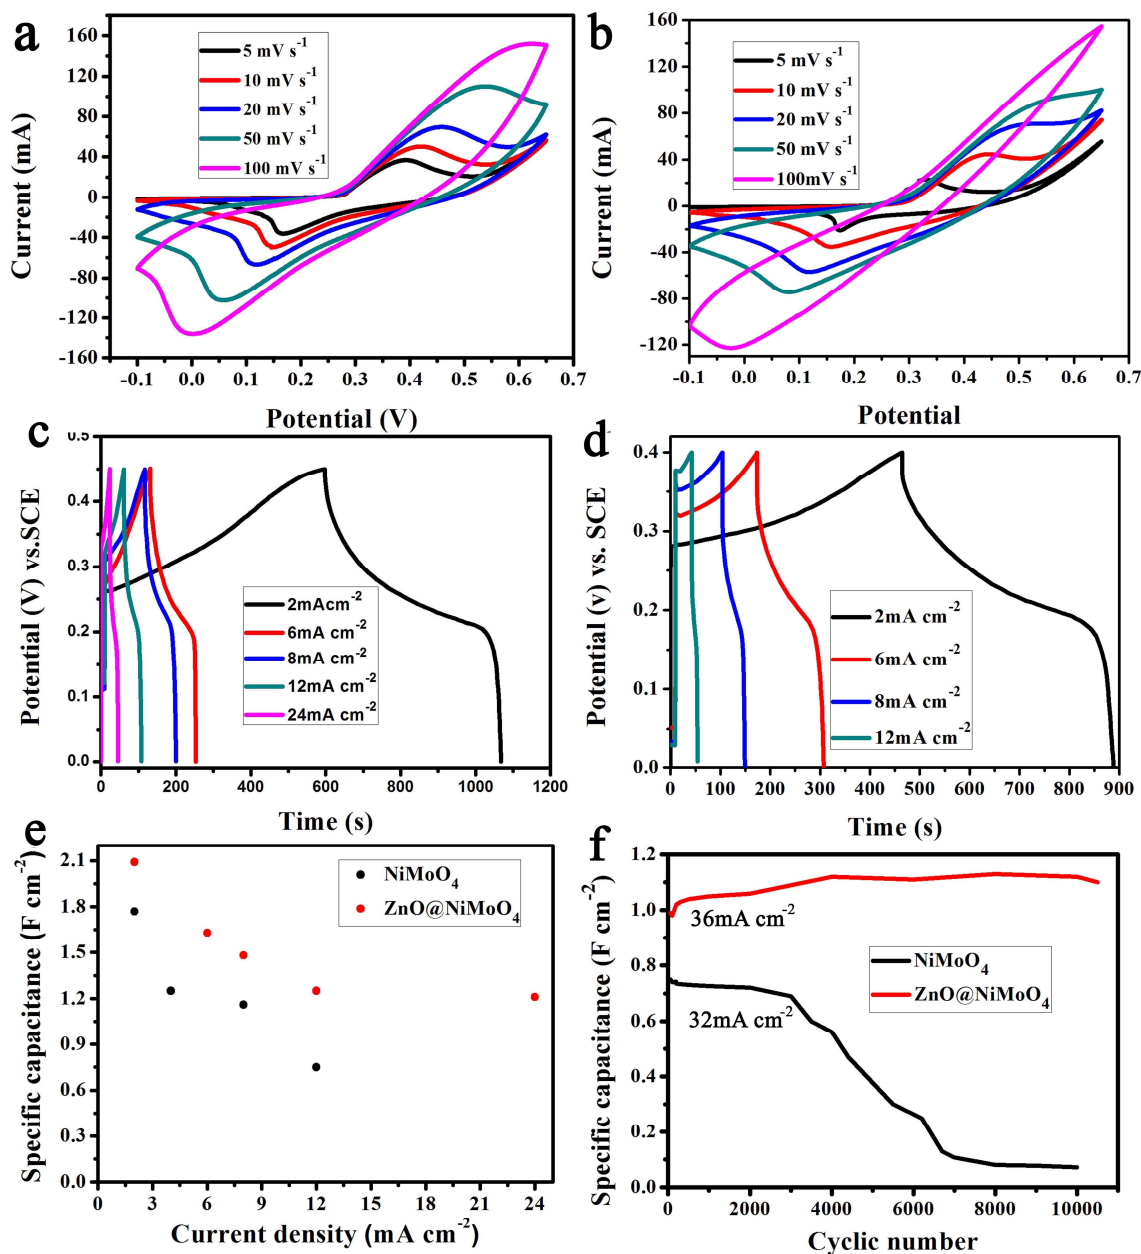 a
160
120
80
40
0
-40
-80
-120
-160
Current (mA)
5 mV s⁻¹
10 mV s⁻¹
20 mV s⁻¹
50 mV s⁻¹
100 mV s⁻¹
-0.1 0.0 0.1 0.2 0.3 0.4 0.5 0.6 0.7
Potential (V)
b
160
120
80
40
0
-40
-80
-120
Current (mA)
5 mV s⁻¹
10 mV s⁻¹
20 mV s⁻¹
50 mV s⁻¹
100mV s⁻¹
-0.1 0.0 0.1 0.2 0.3 0.4 0.5 0.6 0.7
Potential
c
0.5
0.4
0.3
0.2
0.1
0.0
Potential (V) vs.SCE
2mAcm⁻²
6mA cm⁻²
8mA cm⁻²
12mA cm⁻²
24mA cm⁻²
0 200 400 600 800 1000 1200
Time (s)
d
0.4
0.3
0.2
0.1
0.0
Potential (v) vs. SCE
2mA cm⁻²
6mA cm⁻²
8mA cm⁻²
12mA cm⁻²
0 100 200 300 400 500 600 700 800 900
Time (s)
e
2.1
1.8
1.5
1.2
0.9
0.6
0.3
0.0
Specific capacitance (F cm⁻²)
NiMoO₄
ZnO@NiMoO₄
0 3 6 9 12 15 18 21 24
Current density (mA cm⁻²)
f
1.2
1.0
0.8
0.6
0.4
0.2
0.0
Specific capacitance (F cm⁻²)
36mA cm⁻²
NiMoO₄
ZnO@NiMoO₄
32mA cm⁻²
0 2000 4000 6000 8000 10000
Cyclic number